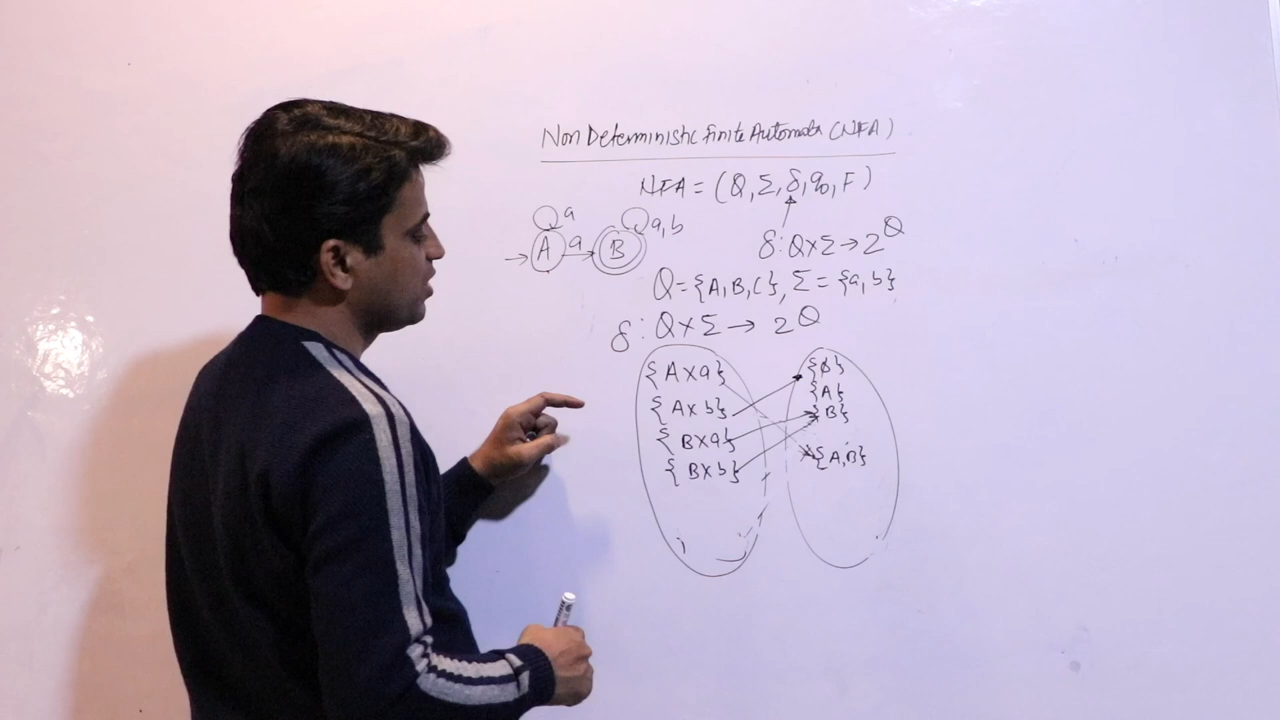 Non Deterministic Finite Automata (NFA)
NFA = (Q, Σ, δ, q0, F)
a a,b
A a B δ: Q×Σ → 2^Q
Q = {A, B, C}, Σ = {a, b}
δ: Q × Σ → 2^Q
{A×a} {φ}
{A}
{A×b} {B}
{B×a}
{B×b} {A,B}